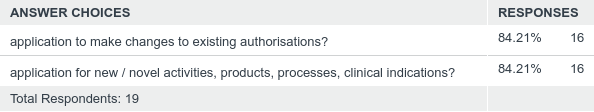 ANSWER CHOICES RESPONSES
application to make changes to existing authorisations? 84.21% 16
application for new / novel activities, products, processes, clinical indications? 84.21% 16
Total Respondents: 19